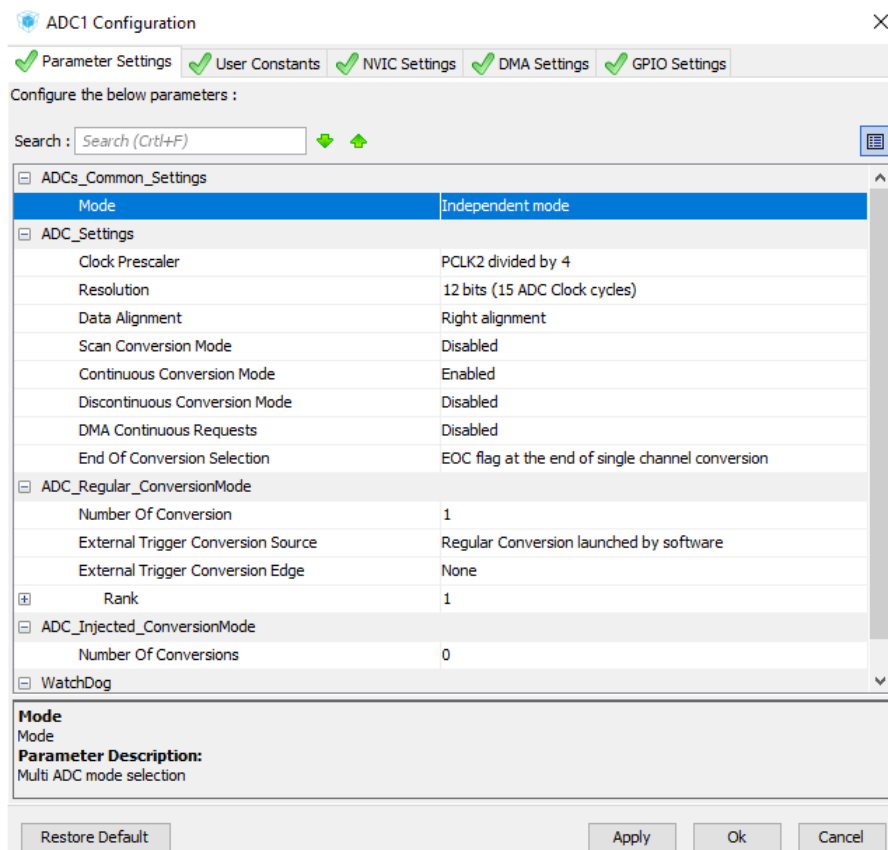 ADC1 Configuration
Parameter Settings User Constants NVIC Settings DMA Settings GPIO Settings
Configure the below parameters :
Search : Search (Crtl+F)
ADCs_Common_Settings
Mode Independent mode
ADC_Settings
Clock Prescaler PCLK2 divided by 4
Resolution 12 bits (15 ADC Clock cycles)
Data Alignment Right alignment
Scan Conversion Mode Disabled
Continuous Conversion Mode Enabled
Discontinuous Conversion Mode Disabled
DMA Continuous Requests Disabled
End Of Conversion Selection EOC flag at the end of single channel conversion
ADC_Regular_ConversionMode
Number Of Conversion 1
External Trigger Conversion Source Regular Conversion launched by software
External Trigger Conversion Edge None
Rank 1
ADC_Injected_ConversionMode
Number Of Conversions 0
WatchDog
Mode
Mode
Parameter Description:
Multi ADC mode selection
Restore Default Apply Ok Cancel